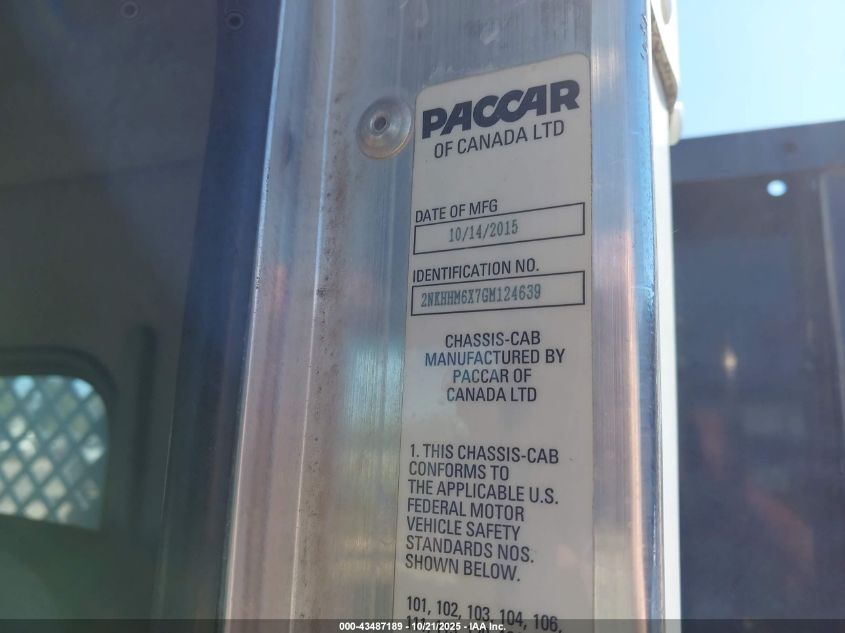 PACCAR
OF CANADA LTD
DATE OF MFG
10/14/2015
IDENTIFICATION NO.
2NKHHM6X7GM124639
CHASSIS-CAB
MANUFACTURED BY
PACCAR OF
CANADA LTD
1. THIS CHASSIS-CAB
CONFORMS TO
THE APPLICABLE U.S.
FEDERAL MOTOR
VEHICLE SAFETY
STANDARDS NOS.
SHOWN BELOW.
101, 102, 103, 104, 106,
000-43487189 - 10/21/2025 - IAA Inc.